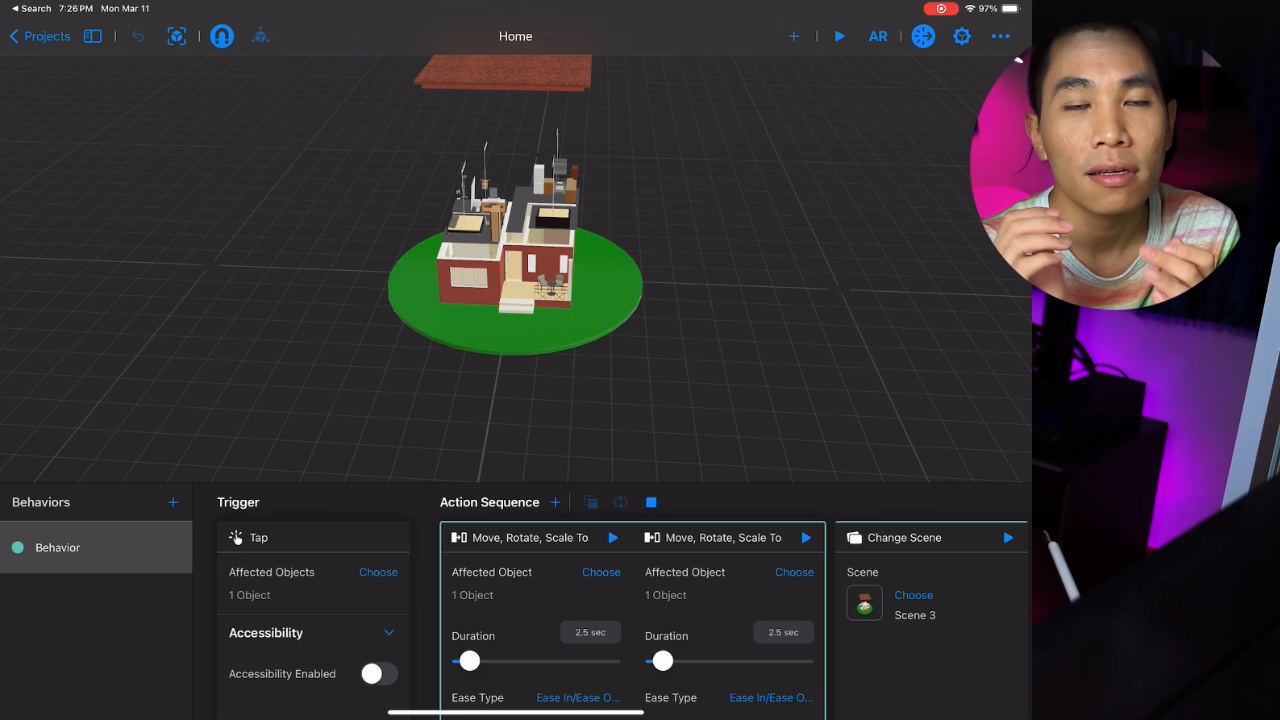 Search 7:26 PM Mon Mar 11
97%
Projects
Home
AR
Behaviors
Behavior
Trigger
Tap
Affected Objects Choose
1 Object
Accessibility
Accessibility Enabled
Action Sequence
Move, Rotate, Scale To
Affected Object Choose
1 Object
Duration 2.5 sec
Ease Type Ease In/Ease O...
Move, Rotate, Scale To
Affected Object Choose
1 Object
Duration 2.5 sec
Ease Type Ease In/Ease O...
Change Scene
Scene
Choose
Scene 3